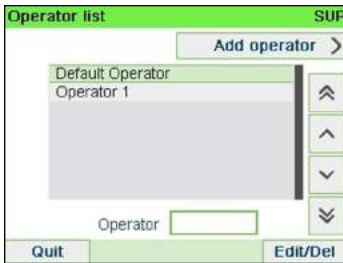 Operator list SUP
Add operator
Default Operator
Operator 1
Operator
Quit Edit/Del